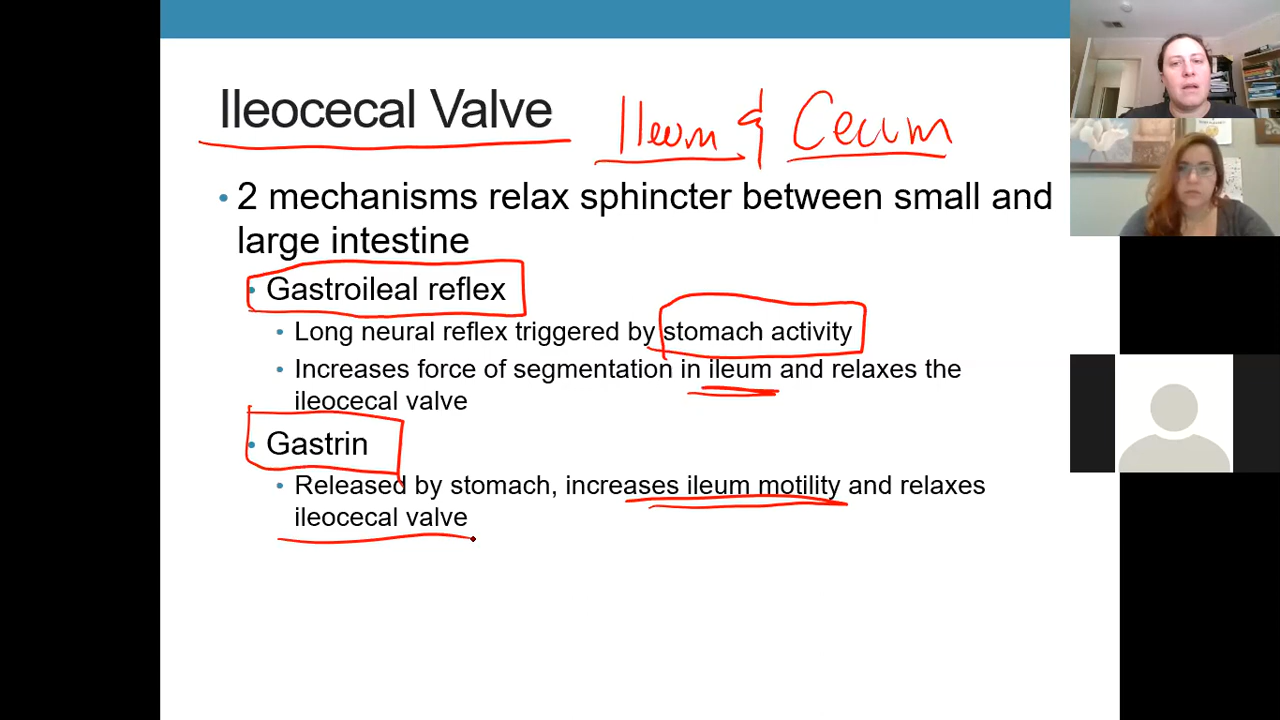 Ileocecal Valve Ileum & Cecum
• 2 mechanisms relax sphincter between small and
large intestine
• Gastroileal reflex
• Long neural reflex triggered by stomach activity
• Increases force of segmentation in ileum and relaxes the
ileocecal valve
• Gastrin
• Released by stomach, increases ileum motility and relaxes
ileocecal valve